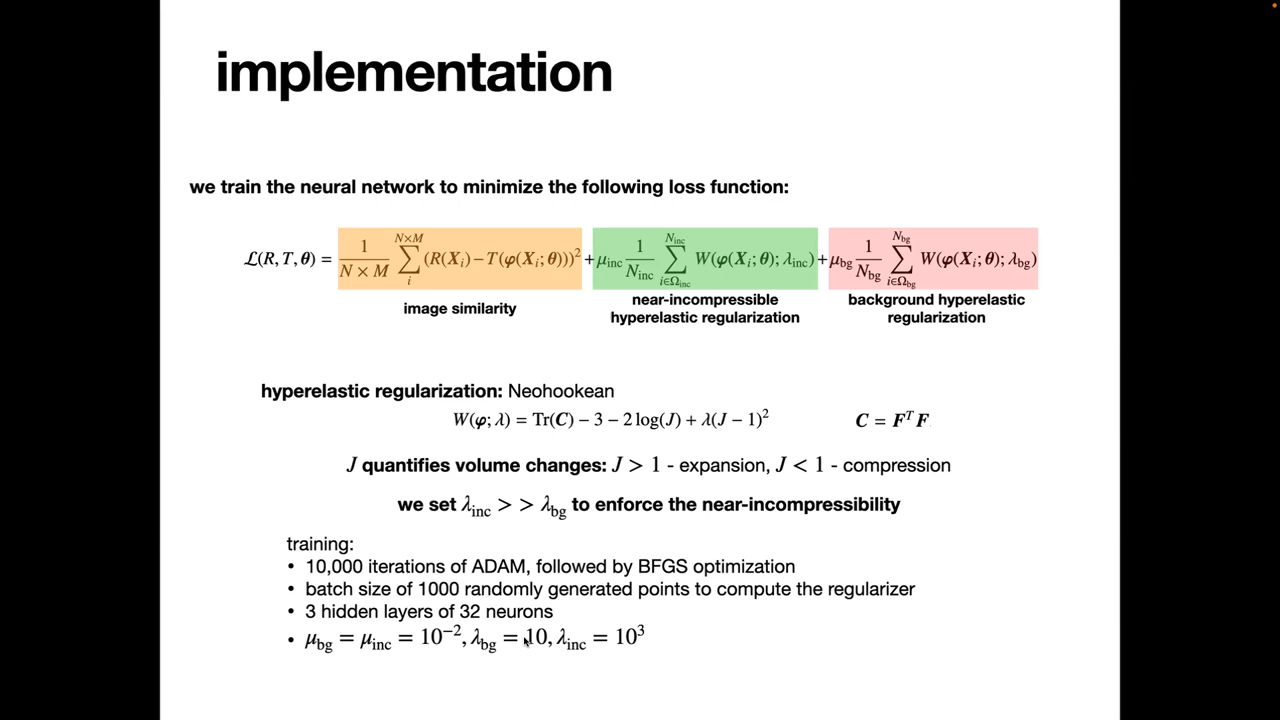 implementation
we train the neural network to minimize the following loss function:
ℒ(R, T, θ) = 1/(N × M) ∑_i^{N×M} (R(X_i) − T(φ(X_i; θ)))² + μ_inc 1/N_inc ∑_{i∈Ω_inc}^{N_inc} W(φ(X_i; θ); λ_inc) + μ_bg 1/N_bg ∑_{i∈Ω_bg}^{N_bg} W(φ(X_i; θ); λ_bg)
image similarity
near-incompressible
hyperelastic regularization
background hyperelastic
regularization
hyperelastic regularization: Neohookean
W(φ; λ) = Tr(C) − 3 − 2 log(J) + λ(J − 1)² C = F^T F
J quantifies volume changes: J > 1 - expansion, J < 1 - compression
we set λ_inc > > λ_bg to enforce the near-incompressibility
training:
• 10,000 iterations of ADAM, followed by BFGS optimization
• batch size of 1000 randomly generated points to compute the regularizer
• 3 hidden layers of 32 neurons
• μ_bg = μ_inc = 10⁻², λ_bg = 10, λ_inc = 10³